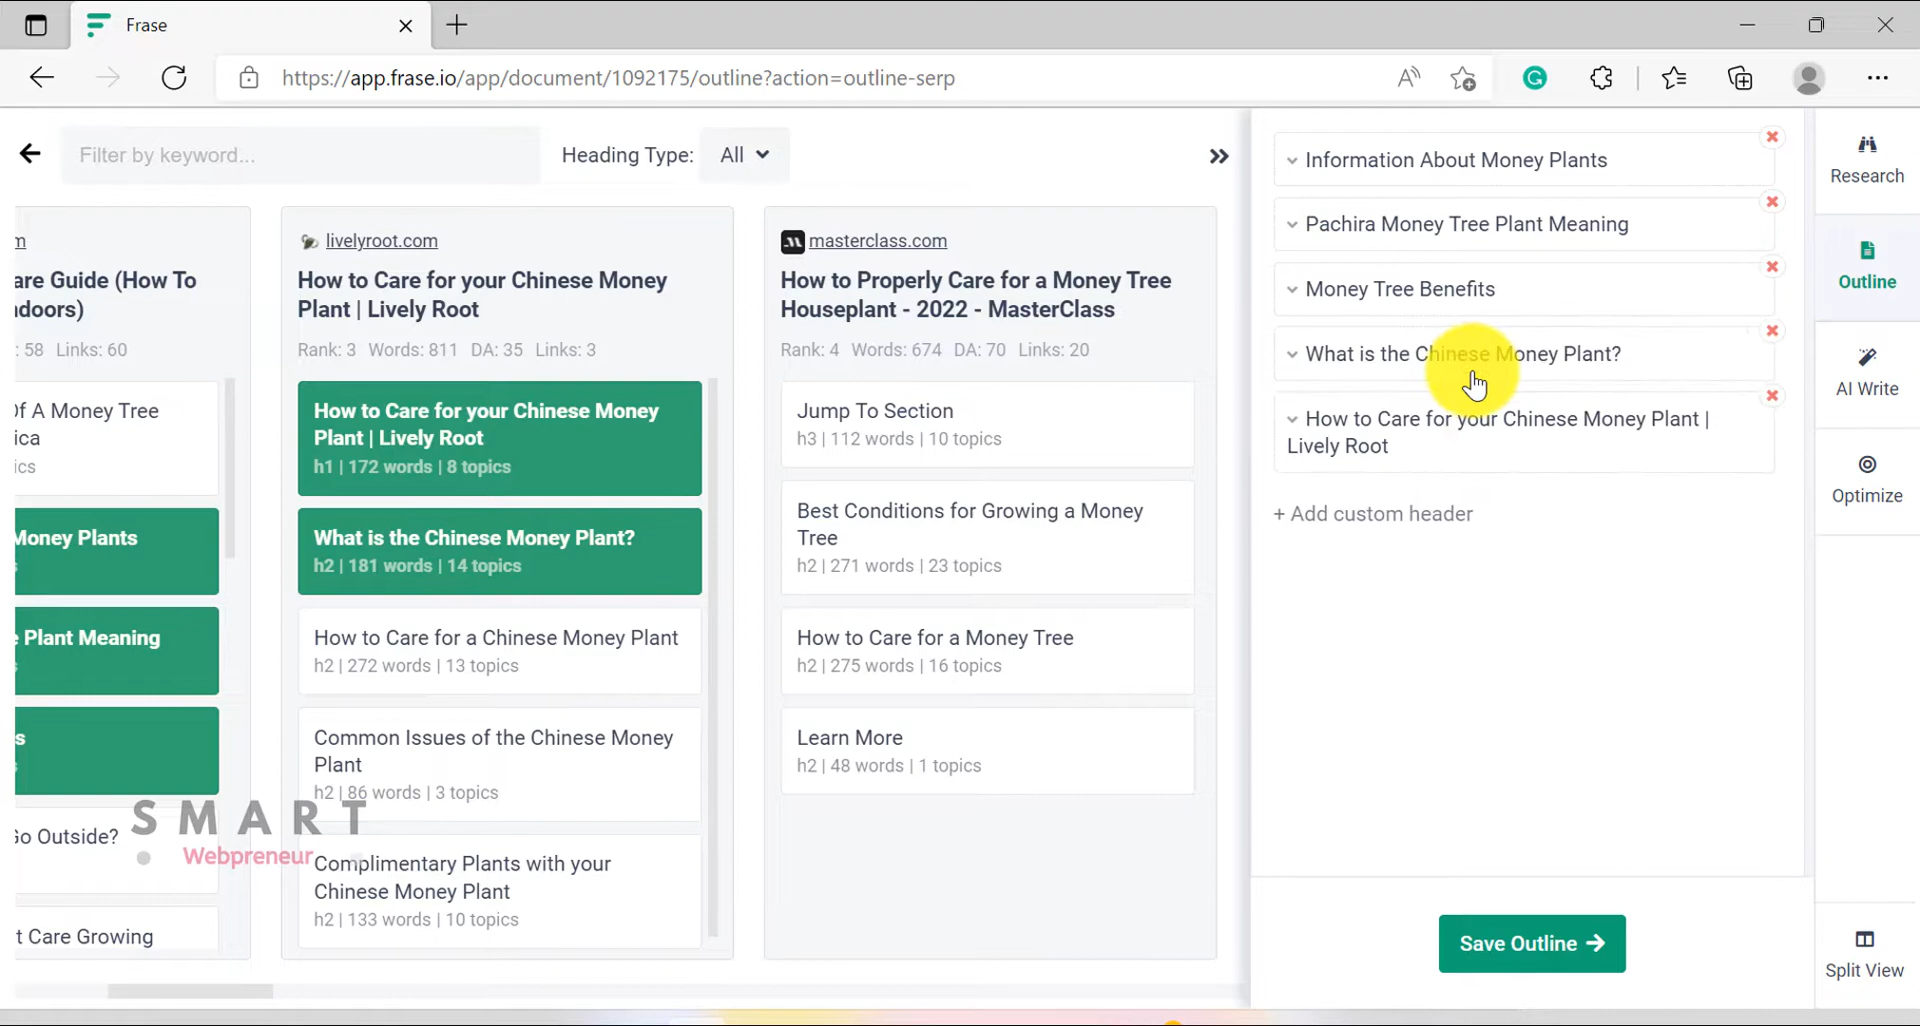 Frase
https://app.frase.io/app/document/1092175/outline?action=outline-serp
Filter by keyword...
Heading Type:
All
m
are Guide (How To
doors)
: 58 Links: 60
Of A Money Tree
ica
ics
Money Plants
Plant Meaning
s
Go Outside?
t Care Growing
livelyroot.com
How to Care for your Chinese Money
Plant | Lively Root
Rank: 3 Words: 811 DA: 35 Links: 3
How to Care for your Chinese Money
Plant | Lively Root
h1 | 172 words | 8 topics
What is the Chinese Money Plant?
h2 | 181 words | 14 topics
How to Care for a Chinese Money Plant
h2 | 272 words | 13 topics
Common Issues of the Chinese Money
Plant
h2 | 86 words | 3 topics
Complimentary Plants with your
Chinese Money Plant
h2 | 133 words | 10 topics
masterclass.com
How to Properly Care for a Money Tree
Houseplant - 2022 - MasterClass
Rank: 4 Words: 674 DA: 70 Links: 20
Jump To Section
h3 | 112 words | 10 topics
Best Conditions for Growing a Money
Tree
h2 | 271 words | 23 topics
How to Care for a Money Tree
h2 | 275 words | 16 topics
Learn More
h2 | 48 words | 1 topics
SMART
Webpreneur
Information About Money Plants
Pachira Money Tree Plant Meaning
Money Tree Benefits
What is the Chinese Money Plant?
How to Care for your Chinese Money Plant |
Lively Root
+ Add custom header
Save Outline
Research
Outline
AI Write
Optimize
Split View